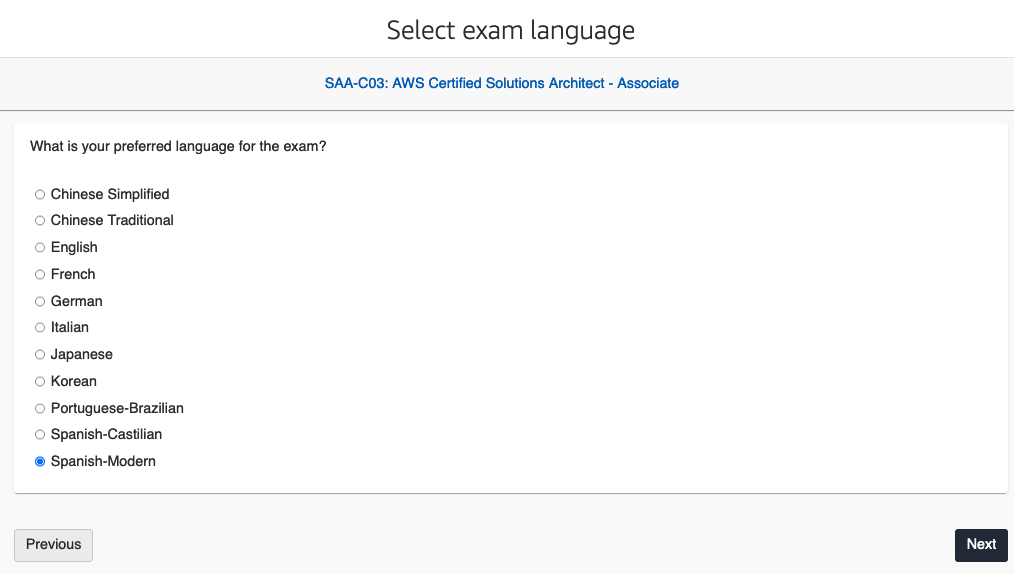 Select exam language
SAA-C03: AWS Certified Solutions Architect - Associate
What is your preferred language for the exam?
Chinese Simplified
Chinese Traditional
English
French
German
Italian
Japanese
Korean
Portuguese-Brazilian
Spanish-Castilian
Spanish-Modern
Previous
Next